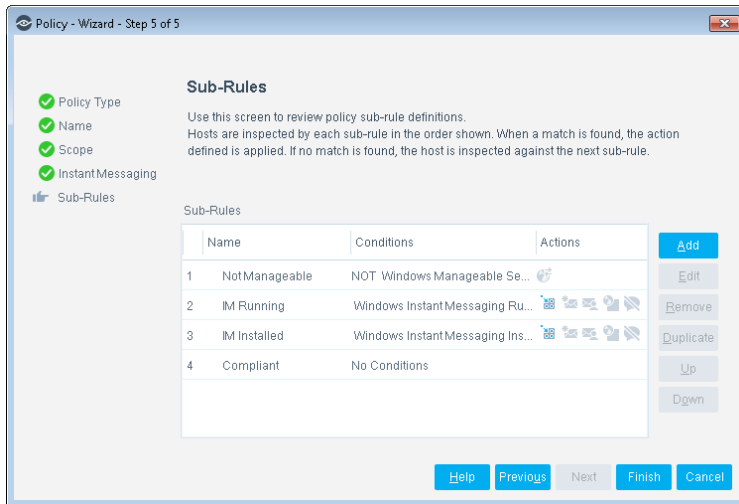 Policy - Wizard - Step 5 of 5
Policy Type
Name
Scope
Instant Messaging
Sub-Rules
Sub-Rules
Use this screen to review policy sub-rule definitions.
Hosts are inspected by each sub-rule in the order shown. When a match is found, the action
defined is applied. If no match is found, the host is inspected against the next sub-rule.
Sub-Rules
Name Conditions Actions
1 Not Manageable NOT Windows Manageable Se...
2 IM Running Windows Instant Messaging Ru...
3 IM Installed Windows Instant Messaging Ins...
4 Compliant No Conditions
Add
Edit
Remove
Duplicate
Up
Down
Help Previous Next Finish Cancel